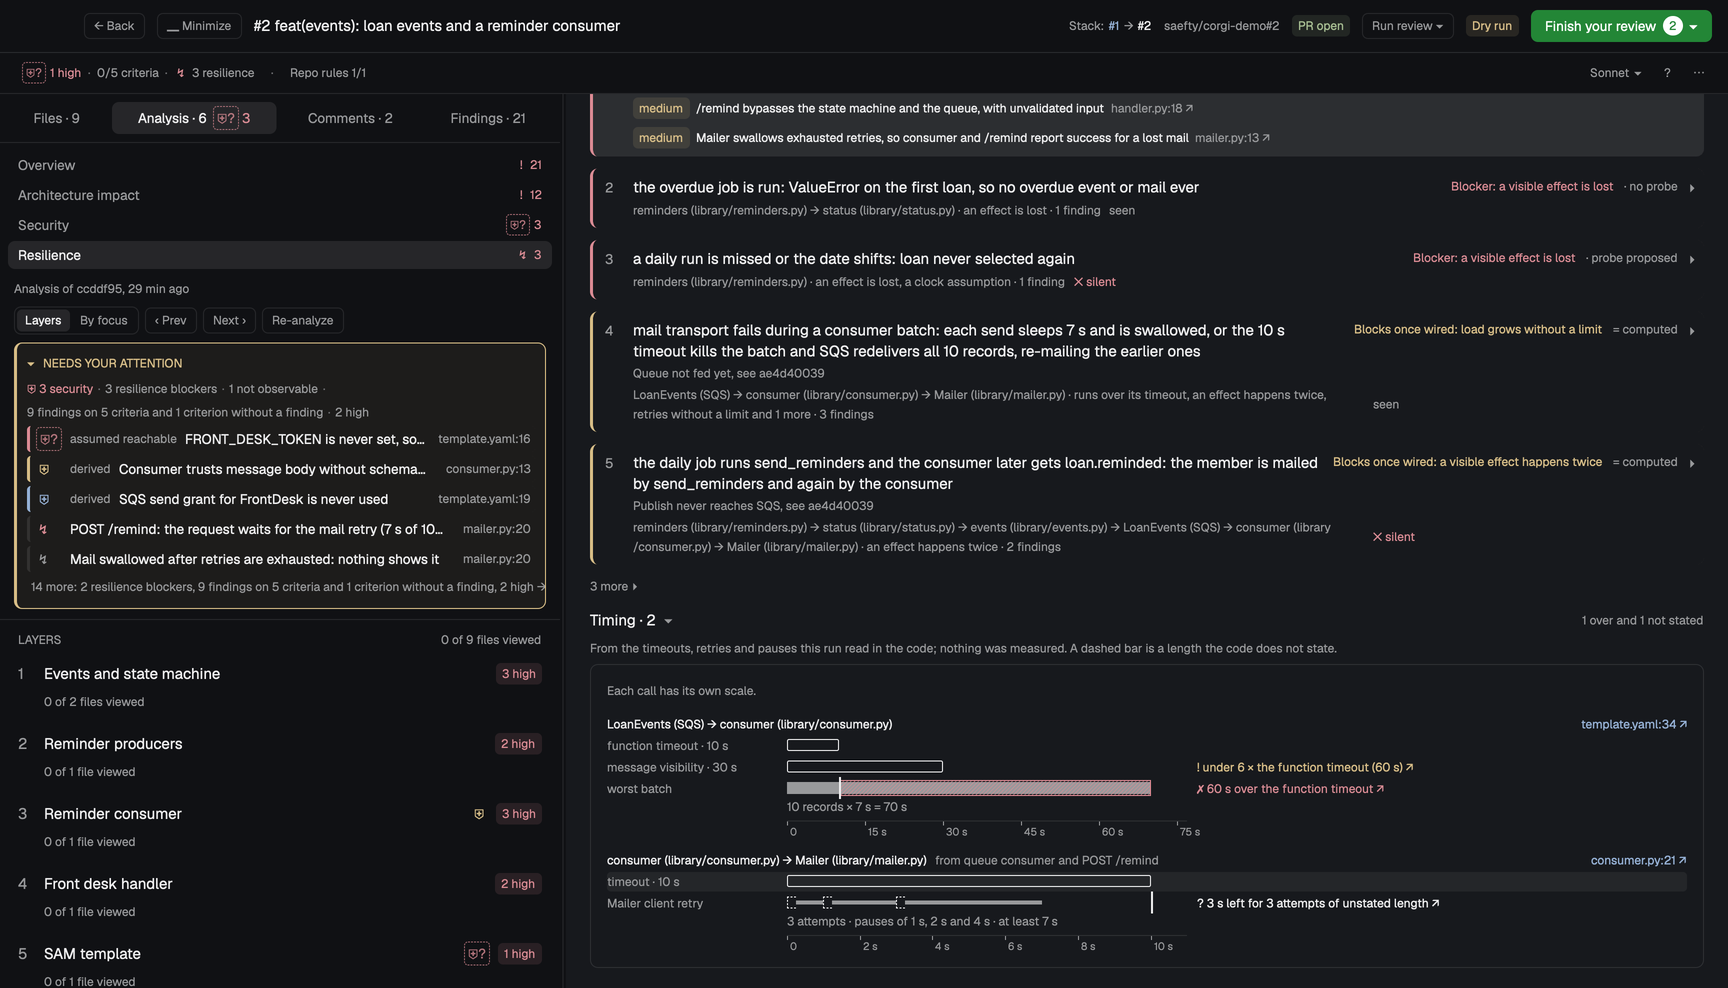 ← Back
Minimize
#2 feat(events): loan events and a reminder consumer
Stack: #1 → #2
saefty/corgi-demo#2
PR open
Run review
Dry run
Finish your review 2
1 high · 0/5 criteria · 3 resilience · Repo rules 1/1
Sonnet
?
···
Files · 9
Analysis · 6 ? 3
Comments · 2
Findings · 21
Overview ! 21
Architecture impact ! 12
Security ? 3
Resilience 3
Analysis of ccddf95, 29 min ago
Layers
By focus
‹ Prev
Next ›
Re-analyze
NEEDS YOUR ATTENTION
3 security · 3 resilience blockers · 1 not observable ·
9 findings on 5 criteria and 1 criterion without a finding · 2 high
? assumed reachable FRONT_DESK_TOKEN is never set, so... template.yaml:16
derived Consumer trusts message body without schema... consumer.py:13
derived SQS send grant for FrontDesk is never used template.yaml:19
POST /remind: the request waits for the mail retry (7 s of 10... mailer.py:20
Mail swallowed after retries are exhausted: nothing shows it mailer.py:20
14 more: 2 resilience blockers, 9 findings on 5 criteria and 1 criterion without a finding, 2 high →
LAYERS 0 of 9 files viewed
1 Events and state machine 3 high
0 of 2 files viewed
2 Reminder producers 2 high
0 of 1 file viewed
3 Reminder consumer 3 high
0 of 1 file viewed
4 Front desk handler 2 high
0 of 1 file viewed
5 SAM template ? 1 high
0 of 1 file viewed
medium /remind bypasses the state machine and the queue, with unvalidated input handler.py:18 ↗
medium Mailer swallows exhausted retries, so consumer and /remind report success for a lost mail mailer.py:13 ↗
2 the overdue job is run: ValueError on the first loan, so no overdue event or mail ever Blocker: a visible effect is lost · no probe
reminders (library/reminders.py) → status (library/status.py) · an effect is lost · 1 finding seen
3 a daily run is missed or the date shifts: loan never selected again Blocker: a visible effect is lost · probe proposed
reminders (library/reminders.py) · an effect is lost, a clock assumption · 1 finding ✕ silent
4 mail transport fails during a consumer batch: each send sleeps 7 s and is swallowed, or the 10 s Blocks once wired: load grows without a limit = computed
timeout kills the batch and SQS redelivers all 10 records, re-mailing the earlier ones
Queue not fed yet, see ae4d40039
LoanEvents (SQS) → consumer (library/consumer.py) → Mailer (library/mailer.py) · runs over its timeout, an effect happens twice,
retries without a limit and 1 more · 3 findings
seen
5 the daily job runs send_reminders and the consumer later gets loan.reminded: the member is mailed Blocks once wired: a visible effect happens twice = computed
by send_reminders and again by the consumer
Publish never reaches SQS, see ae4d40039
reminders (library/reminders.py) → status (library/status.py) → events (library/events.py) → LoanEvents (SQS) → consumer (library
/consumer.py) → Mailer (library/mailer.py) · an effect happens twice · 2 findings
✕ silent
3 more
Timing · 2 1 over and 1 not stated
From the timeouts, retries and pauses this run read in the code; nothing was measured. A dashed bar is a length the code does not state.
Each call has its own scale.
LoanEvents (SQS) → consumer (library/consumer.py) template.yaml:34 ↗
function timeout · 10 s
message visibility · 30 s ! under 6 × the function timeout (60 s) ↗
worst batch ✗ 60 s over the function timeout ↗
10 records × 7 s = 70 s
0 15 s 30 s 45 s 60 s 75 s
consumer (library/consumer.py) → Mailer (library/mailer.py) from queue consumer and POST /remind consumer.py:21 ↗
timeout · 10 s
Mailer client retry ? 3 s left for 3 attempts of unstated length ↗
3 attempts · pauses of 1 s, 2 s and 4 s · at least 7 s
0 2 s 4 s 6 s 8 s 10 s